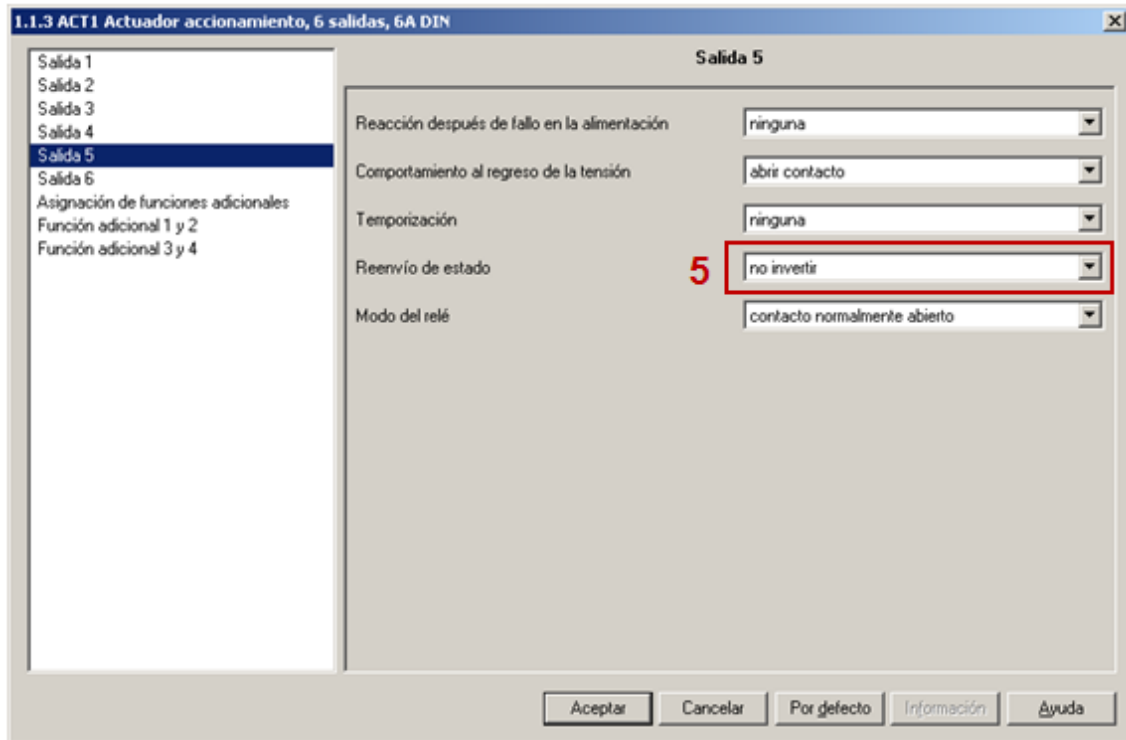 1.1.3 ACT1 Actuador accionamiento, 6 salidas, 6A DIN
Salida 1
Salida 2
Salida 3
Salida 4
Salida 5
Salida 6
Asignación de funciones adicionales
Función adicional 1 y 2
Función adicional 3 y 4
Salida 5
Reacción después de fallo en la alimentación ninguna
Comportamiento al regreso de la tensión abrir contacto
Temporización ninguna
Reenvío de estado 5 no invertir
Modo del relé contacto normalmente abierto
Aceptar Cancelar Por defecto Información Ayuda